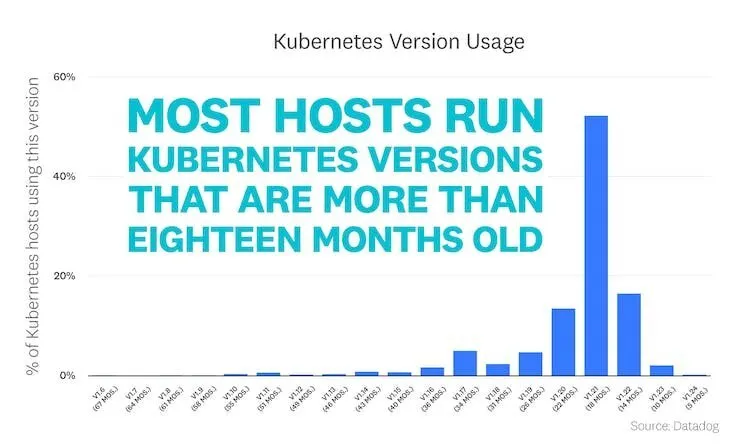 Kubernetes Version Usage
% of Kubernetes hosts using this version
60%
40%
20%
0%
MOST HOSTS RUN
KUBERNETES VERSIONS
THAT ARE MORE THAN
EIGHTEEN MONTHS OLD
V1.6
(67 MOS.)
V1.7
(64 MOS.)
V1.8
(61 MOS.)
V1.9
(58 MOS.)
V1.10
(55 MOS.)
V1.11
(51 MOS.)
V1.12
(49 MOS.)
V1.13
(46 MOS.)
V1.14
(43 MOS.)
V1.15
(40 MOS.)
V1.16
(36 MOS.)
V1.17
(34 MOS.)
V1.18
(31 MOS.)
V1.19
(26 MOS.)
V1.20
(22 MOS.)
V1.21
(18 MOS.)
V1.22
(14 MOS.)
V1.23
(10 MOS.)
V1.24
(5 MOS.)
Source: Datadog